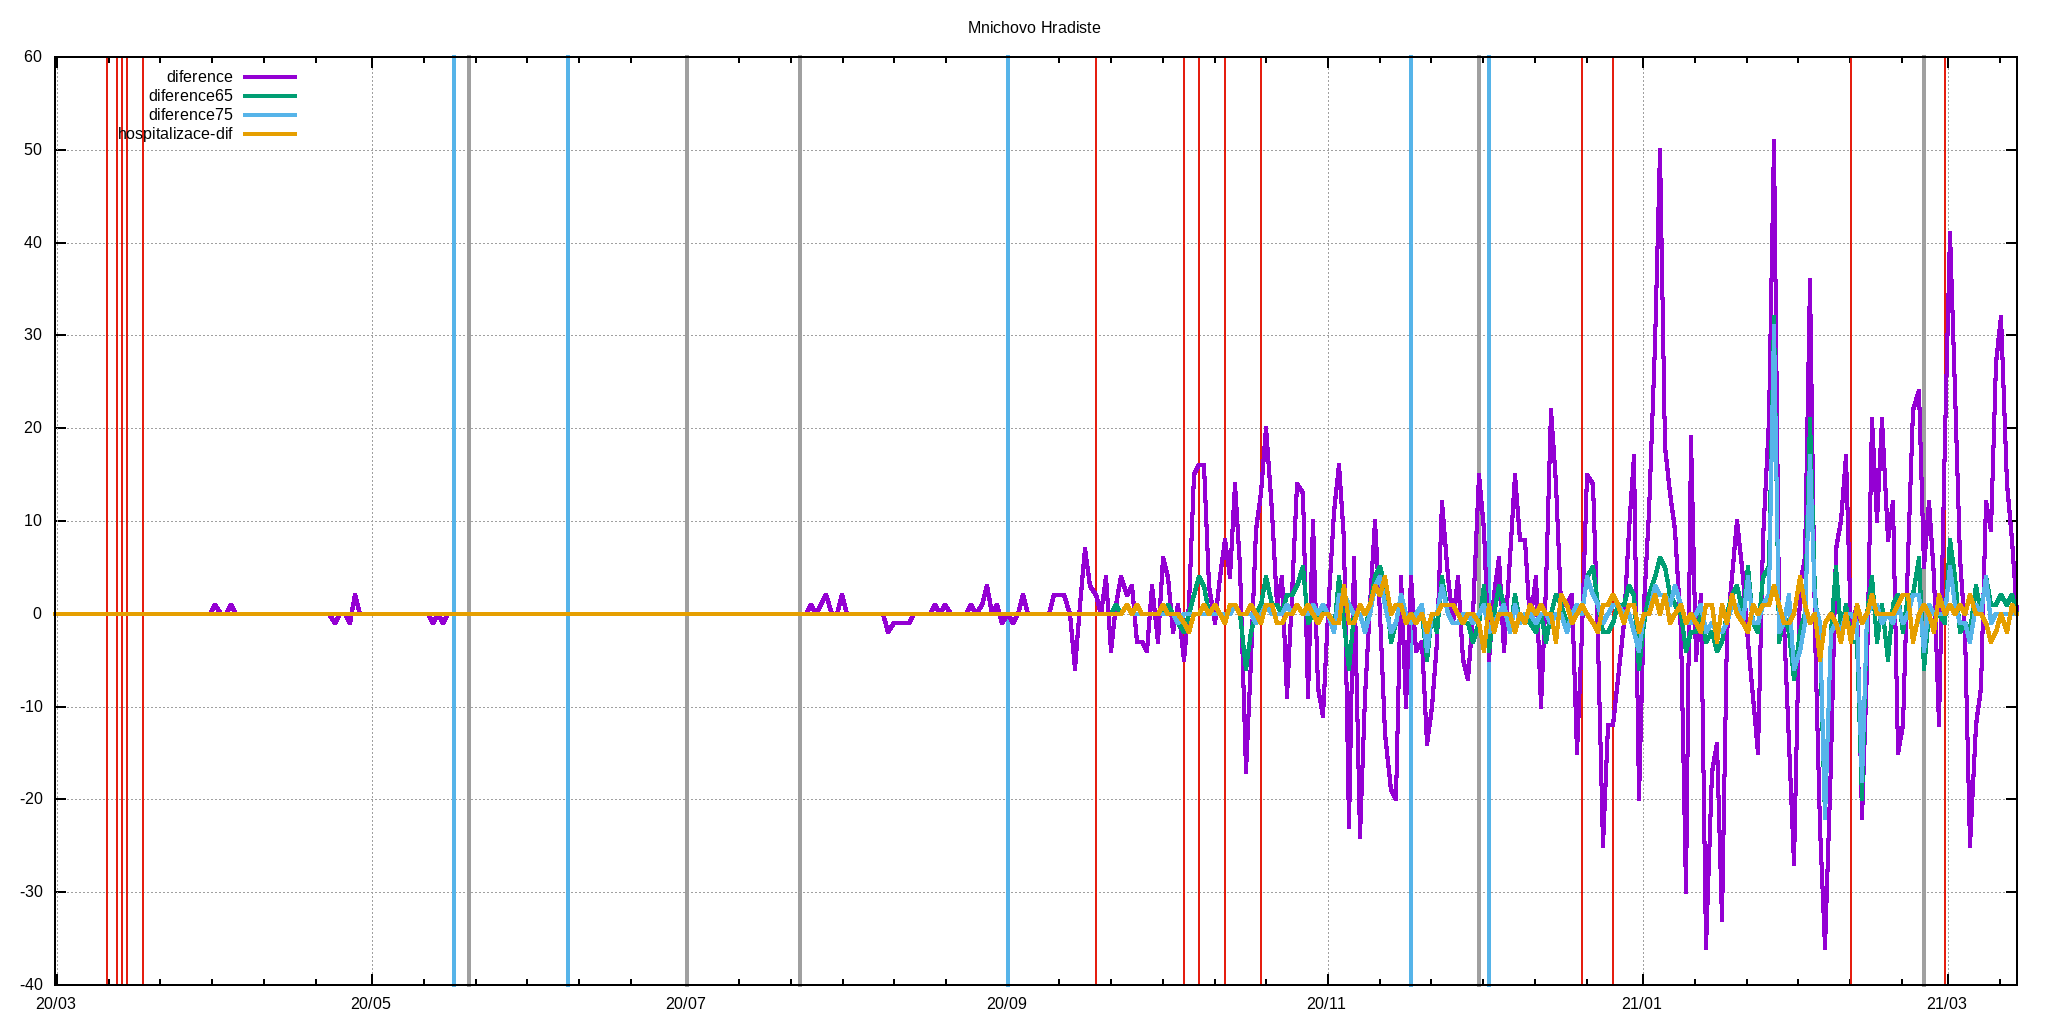 Mnichovo Hradiste
diference
diference65
diference75
hospitalizace-dif
60
50
40
30
20
10
0
-10
-20
-30
-40
20/03 20/05 20/07 20/09 20/11 21/01 21/03